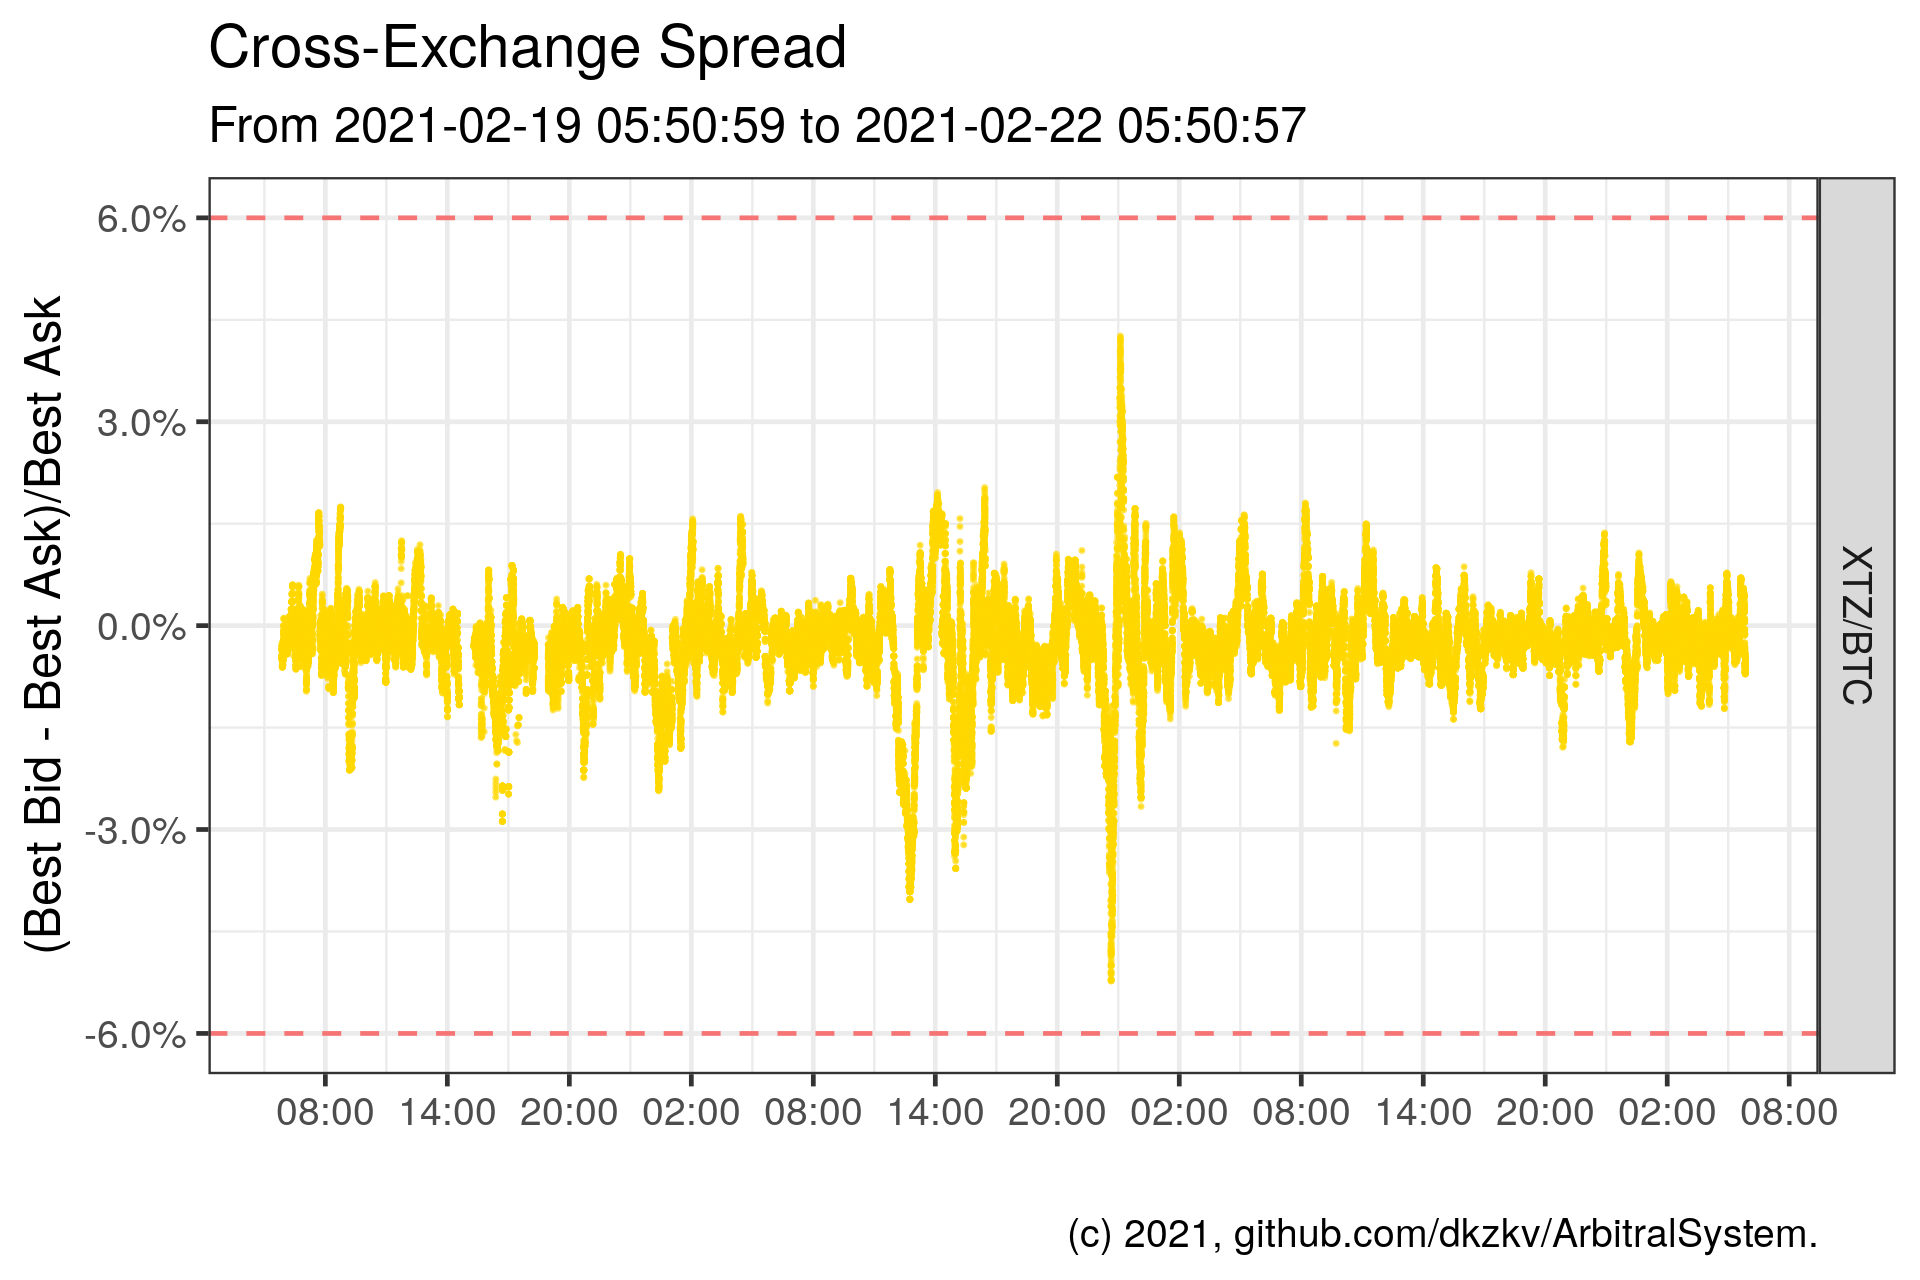 Cross-Exchange Spread
From 2021-02-19 05:50:59 to 2021-02-22 05:50:57
(Best Bid - Best Ask)/Best Ask
6.0%
3.0%
0.0%
-3.0%
-6.0%
XTZ/BTC
08:00 14:00 20:00 02:00 08:00 14:00 20:00 02:00 08:00 14:00 20:00 02:00 08:00
(c) 2021, github.com/dkzkv/ArbitralSystem.